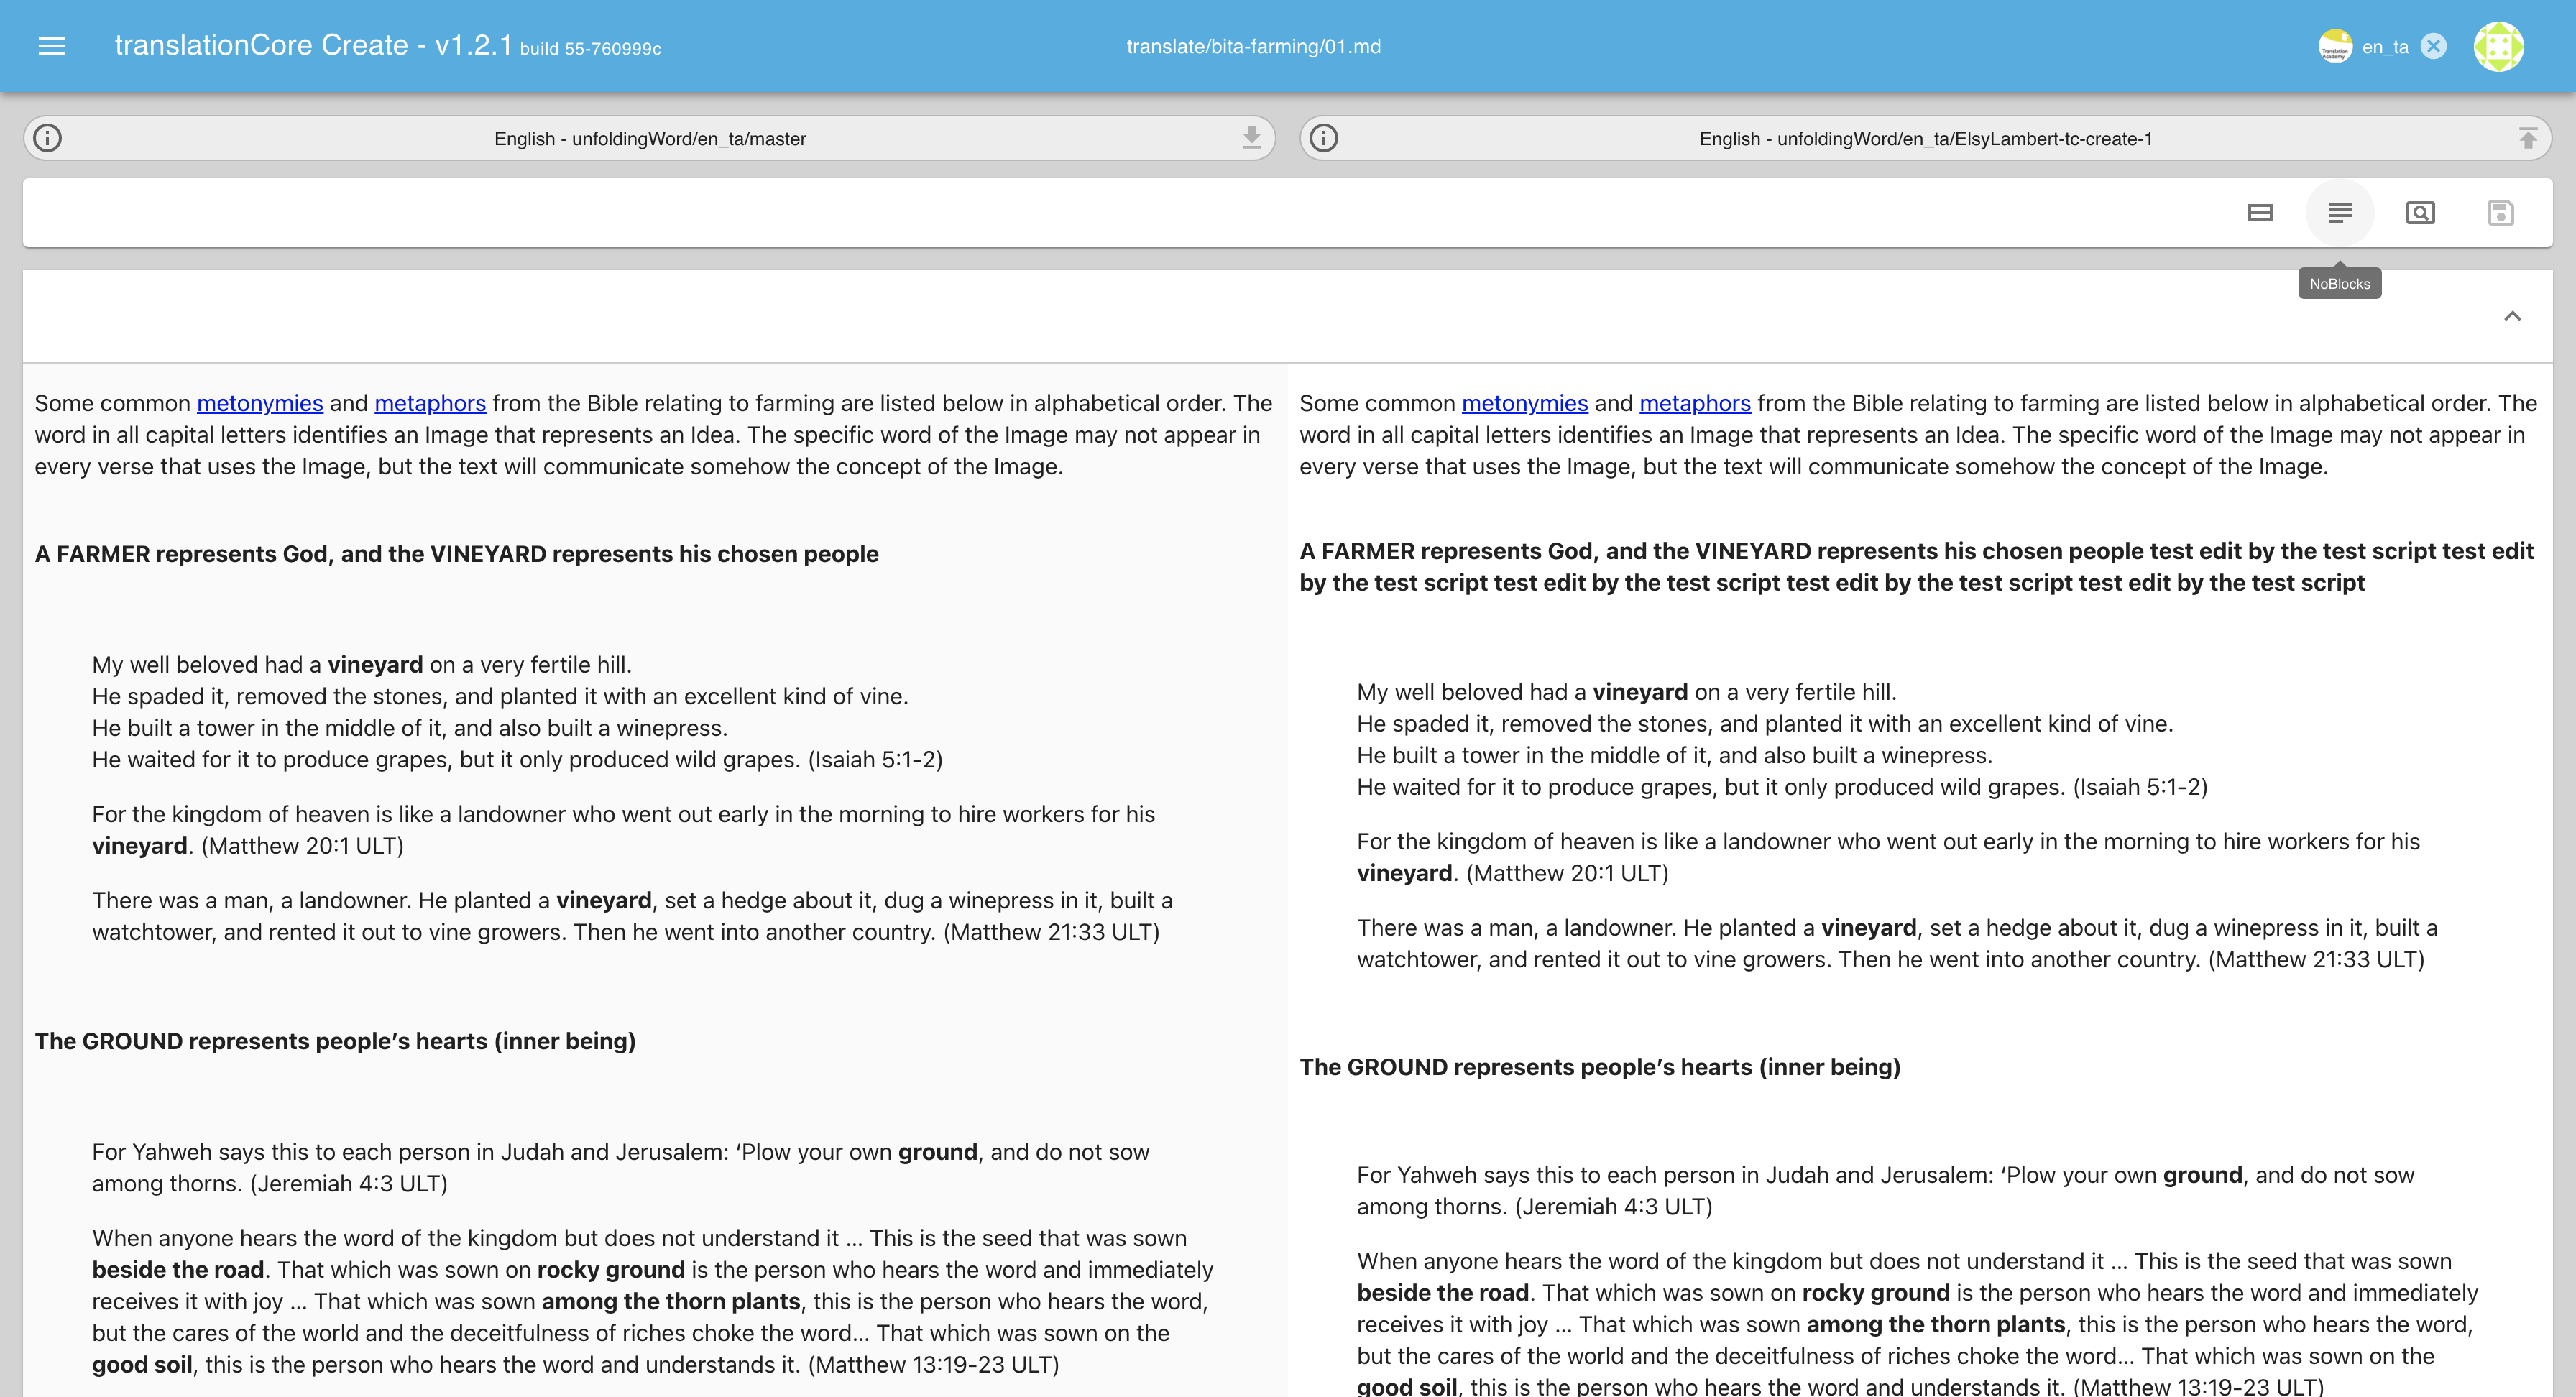 translationCore Create - v1.2.1 build 55-760999c
translate/bita-farming/01.md
Translation Academy
en_ta
English - unfoldingWord/en_ta/master
English - unfoldingWord/en_ta/ElsyLambert-tc-create-1
NoBlocks
Some common metonymies and metaphors from the Bible relating to farming are listed below in alphabetical order. The
word in all capital letters identifies an Image that represents an Idea. The specific word of the Image may not appear in
every verse that uses the Image, but the text will communicate somehow the concept of the Image.
A FARMER represents God, and the VINEYARD represents his chosen people
My well beloved had a vineyard on a very fertile hill.
He spaded it, removed the stones, and planted it with an excellent kind of vine.
He built a tower in the middle of it, and also built a winepress.
He waited for it to produce grapes, but it only produced wild grapes. (Isaiah 5:1-2)
For the kingdom of heaven is like a landowner who went out early in the morning to hire workers for his
vineyard. (Matthew 20:1 ULT)
There was a man, a landowner. He planted a vineyard, set a hedge about it, dug a winepress in it, built a
watchtower, and rented it out to vine growers. Then he went into another country. (Matthew 21:33 ULT)
The GROUND represents people’s hearts (inner being)
For Yahweh says this to each person in Judah and Jerusalem: ‘Plow your own ground, and do not sow
among thorns. (Jeremiah 4:3 ULT)
When anyone hears the word of the kingdom but does not understand it … This is the seed that was sown
beside the road. That which was sown on rocky ground is the person who hears the word and immediately
receives it with joy … That which was sown among the thorn plants, this is the person who hears the word,
but the cares of the world and the deceitfulness of riches choke the word… That which was sown on the
good soil, this is the person who hears the word and understands it. (Matthew 13:19-23 ULT)
Some common metonymies and metaphors from the Bible relating to farming are listed below in alphabetical order. The
word in all capital letters identifies an Image that represents an Idea. The specific word of the Image may not appear in
every verse that uses the Image, but the text will communicate somehow the concept of the Image.
A FARMER represents God, and the VINEYARD represents his chosen people test edit by the test script test edit
by the test script test edit by the test script test edit by the test script test edit by the test script
My well beloved had a vineyard on a very fertile hill.
He spaded it, removed the stones, and planted it with an excellent kind of vine.
He built a tower in the middle of it, and also built a winepress.
He waited for it to produce grapes, but it only produced wild grapes. (Isaiah 5:1-2)
For the kingdom of heaven is like a landowner who went out early in the morning to hire workers for his
vineyard. (Matthew 20:1 ULT)
There was a man, a landowner. He planted a vineyard, set a hedge about it, dug a winepress in it, built a
watchtower, and rented it out to vine growers. Then he went into another country. (Matthew 21:33 ULT)
The GROUND represents people’s hearts (inner being)
For Yahweh says this to each person in Judah and Jerusalem: ‘Plow your own ground, and do not sow
among thorns. (Jeremiah 4:3 ULT)
When anyone hears the word of the kingdom but does not understand it … This is the seed that was sown
beside the road. That which was sown on rocky ground is the person who hears the word and immediately
receives it with joy … That which was sown among the thorn plants, this is the person who hears the word,
but the cares of the world and the deceitfulness of riches choke the word… That which was sown on the
good soil, this is the person who hears the word and understands it. (Matthew 13:19-23 ULT)